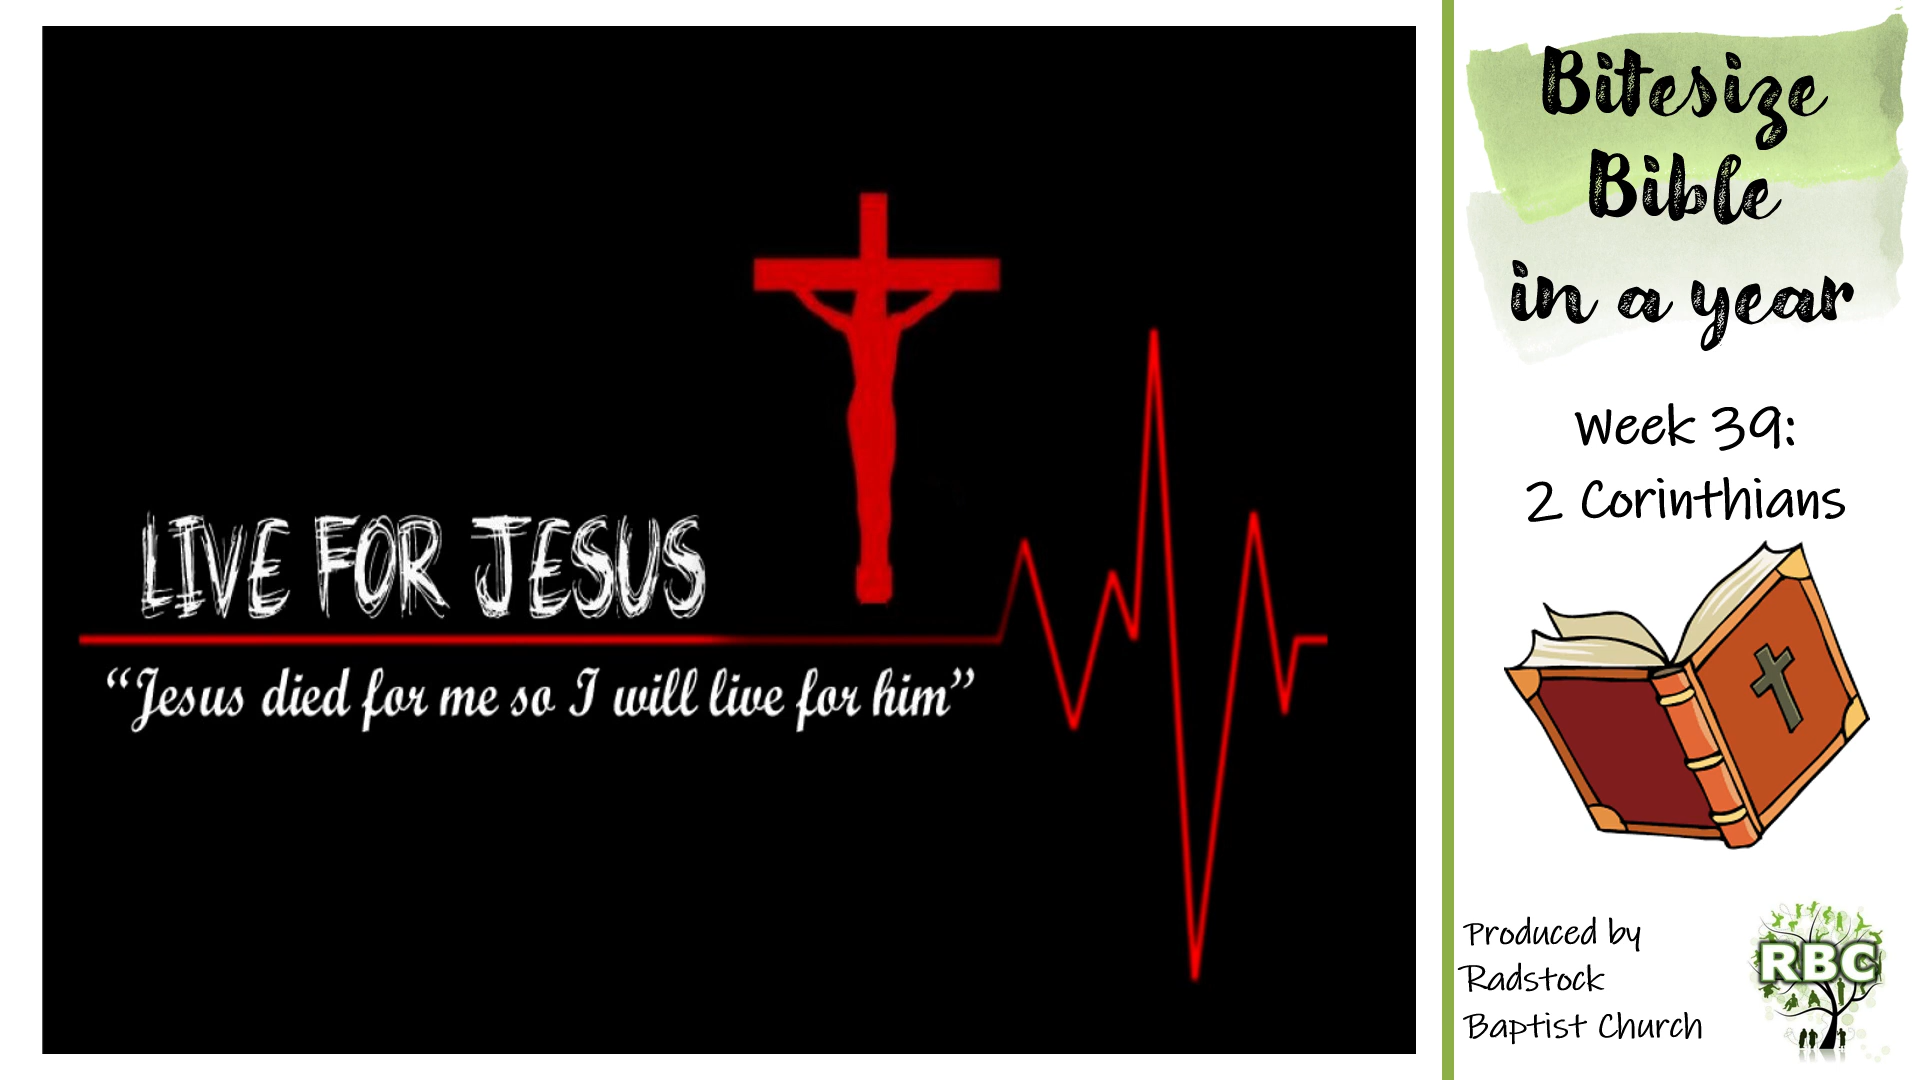 LIVE FOR JESUS
“Jesus died for me so I will live for him”
Bitesize
Bible
in a year
Week 39:
2 Corinthians
Produced by
Radstock
Baptist Church
RBC